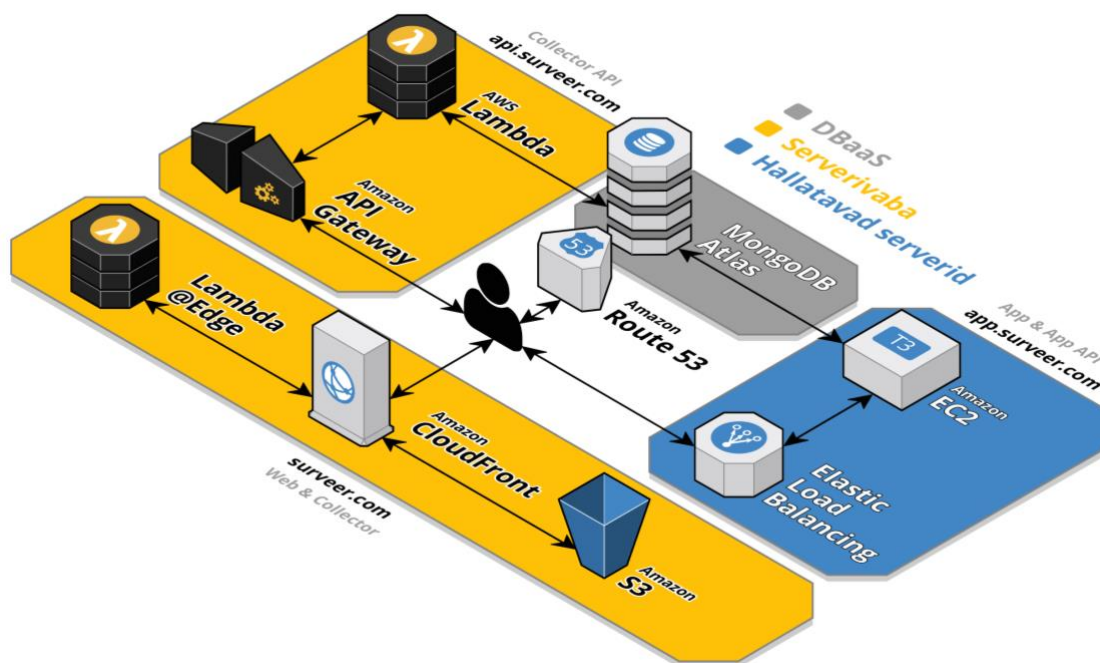 Collector API
api.surveer.com
λ
AWS
Lambda
DBaaS
Serverivaba
Hallatavad serverid
Amazon
API
Gateway
MongoDB
Atlas
λ
Lambda
@Edge
53
Amazon
Route 53
App & App API
app.surveer.com
T3
Amazon
EC2
Elastic
Load
Balancing
Amazon
CloudFront
surveer.com
Web & Collector
Amazon
S3